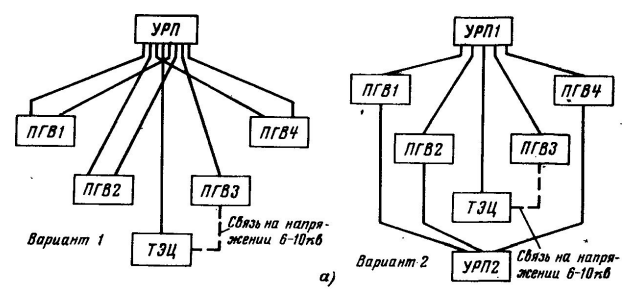 УРП
ПГВ1
ПГВ4
ПГВ2
ПГВ3
ТЭЦ
Связь на напря-
жении 6-10кв
Вариант 1
а)
УРП1
ПГВ1
ПГВ4
ПГВ2
ПГВ3
ТЭЦ
Связь на напря-
жении 6-10кв
Вариант 2
УРП2